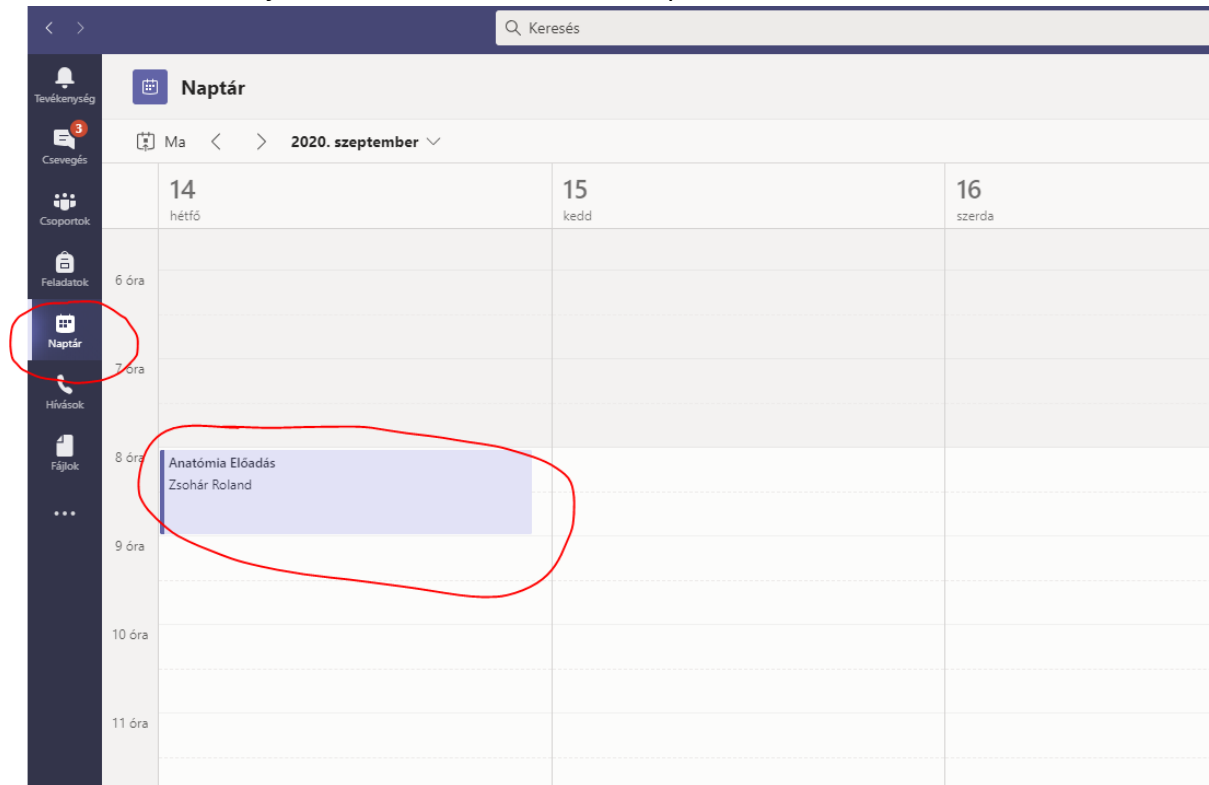 Keresés
Tevékenység
3
Csevegés
Csoportok
Feladatok
Naptár
Hívások
Fájlok
Naptár
Ma
2020. szeptember
14
hétfő
15
kedd
16
szerda
6 óra
7 óra
8 óra
Anatómia Előadás
Zsohár Roland
9 óra
10 óra
11 óra